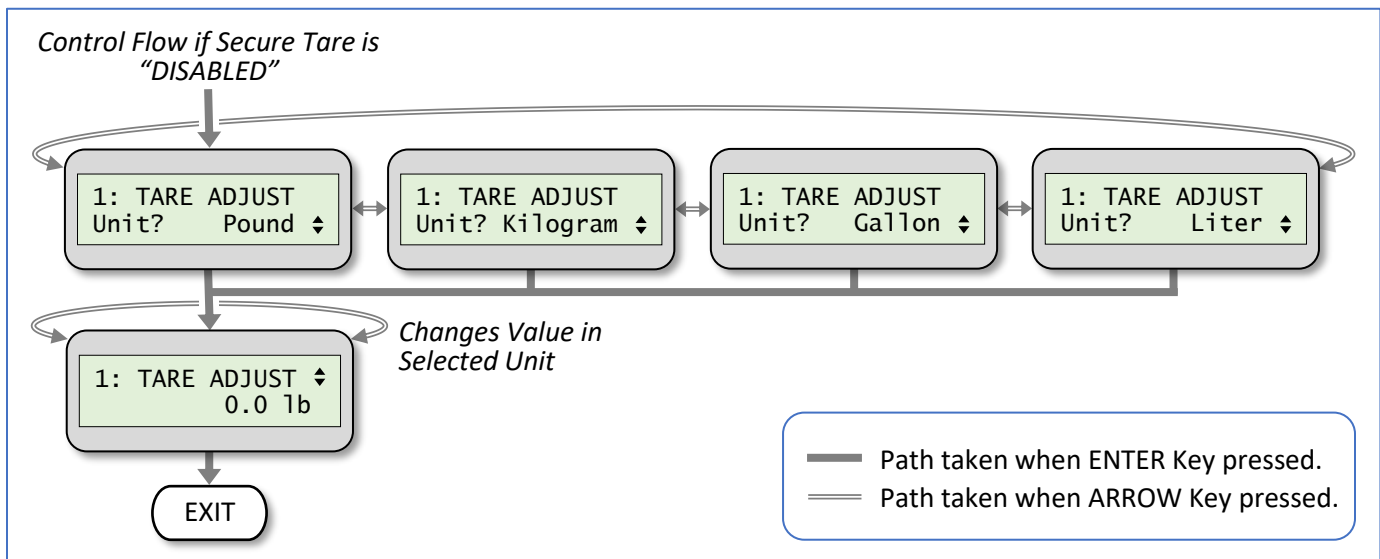 Control Flow if Secure Tare is
“DISABLED”
1: TARE ADJUST
Unit? Pound
1: TARE ADJUST
Unit? Kilogram
1: TARE ADJUST
Unit? Gallon
1: TARE ADJUST
Unit? Liter
Changes Value in
Selected Unit
1: TARE ADJUST
0.0 lb
Path taken when ENTER Key pressed.
Path taken when ARROW Key pressed.
EXIT